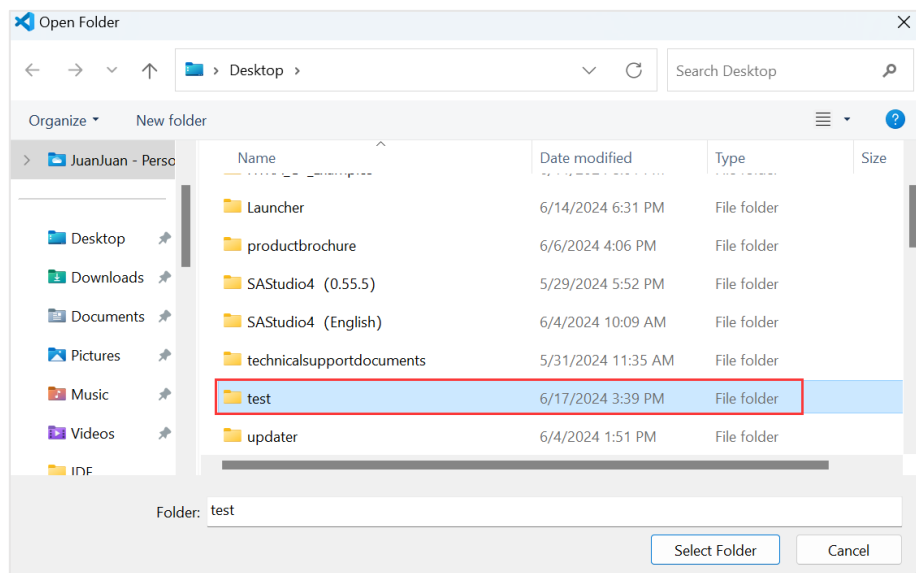 Open Folder
Desktop
Search Desktop
Organize New folder
JuanJuan - Perso
Name Date modified Type Size
Launcher 6/14/2024 6:31 PM File folder
productbrochure 6/6/2024 4:06 PM File folder
Desktop
SAStudio4 (0.55.5) 5/29/2024 5:52 PM File folder
Downloads
SAStudio4 (English) 6/4/2024 10:09 AM File folder
Documents
technicalsupportdocuments 5/31/2024 11:35 AM File folder
Pictures
test 6/17/2024 3:39 PM File folder
Music
updater 6/4/2024 1:51 PM File folder
Videos
Folder: test
Select Folder Cancel